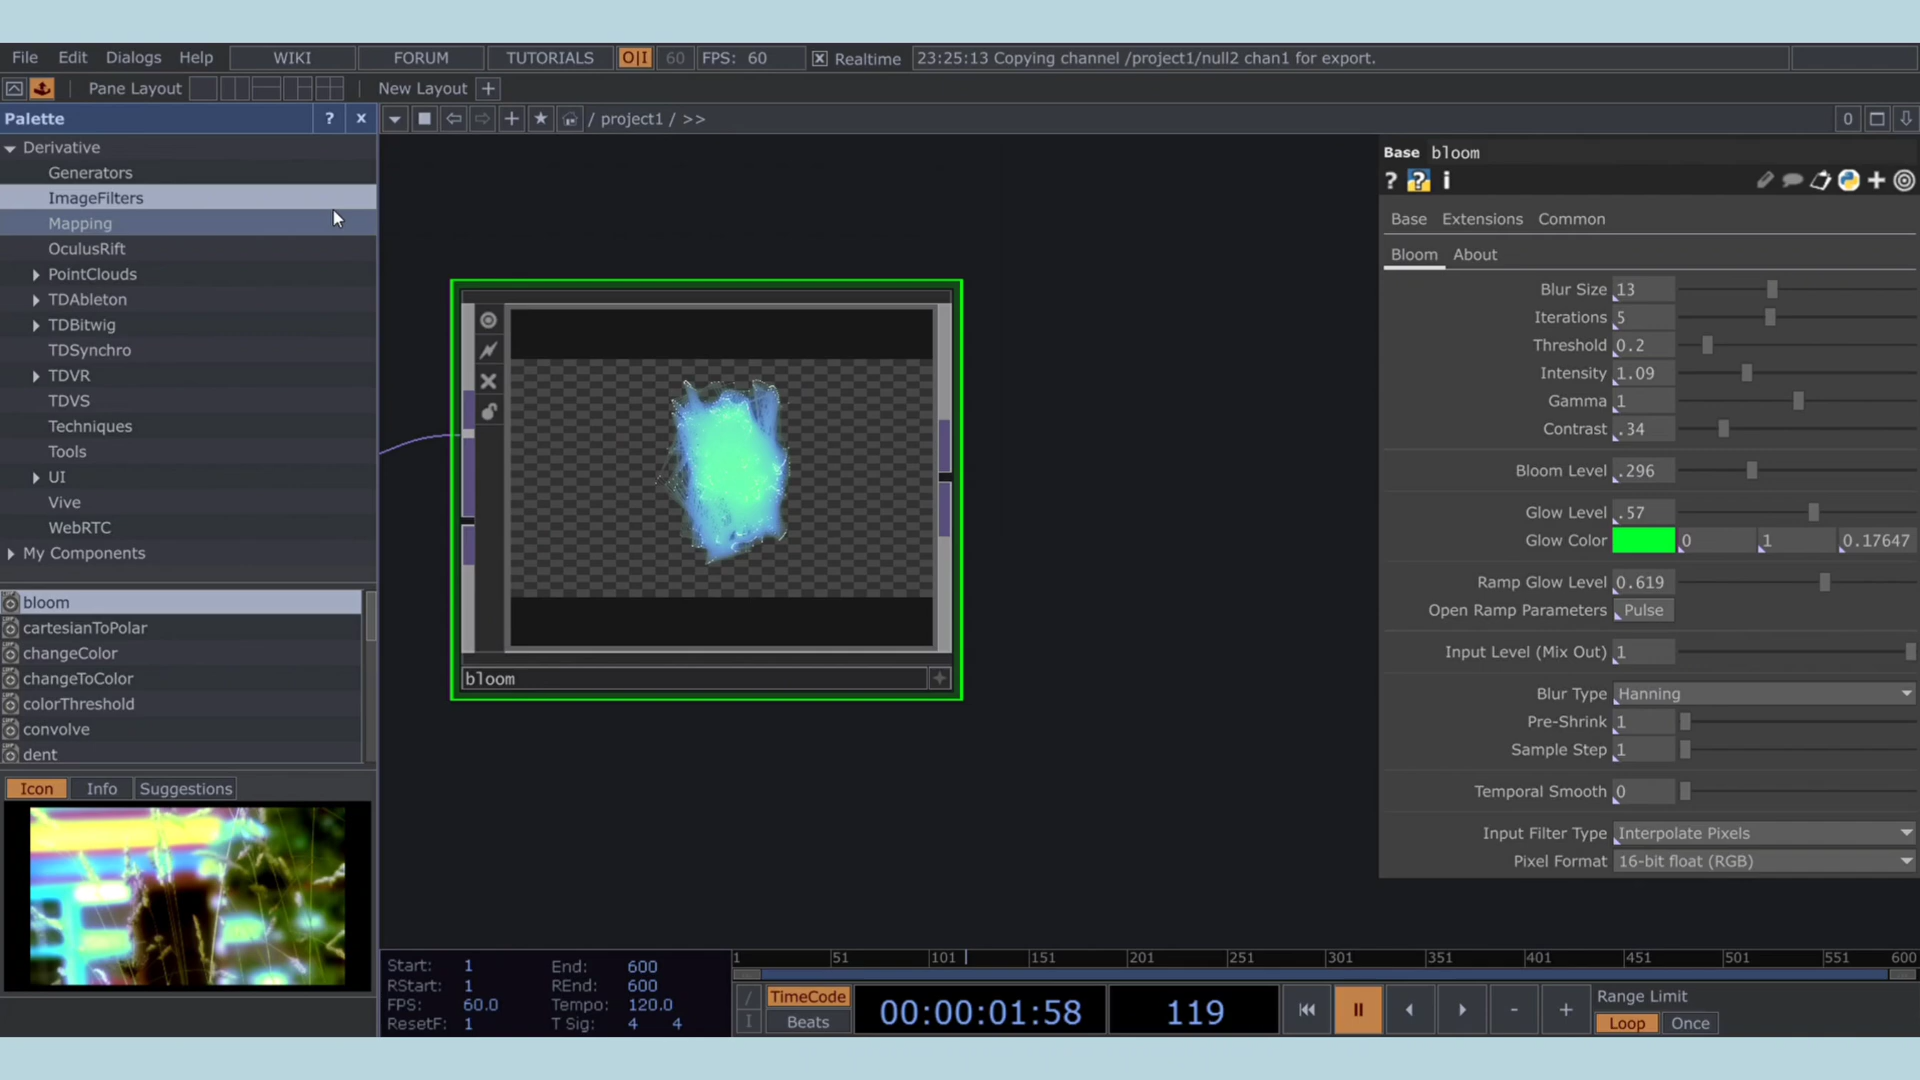 File Edit Dialogs Help WIKI FORUM TUTORIALS O|I 60 FPS: 60 Realtime 23:25:13 Copying channel /project1/null2 chan1 for export.
Pane Layout New Layout +
Palette ? x / project1 / >> 0
Derivative
Generators
ImageFilters
Mapping
OculusRift
PointClouds
TDAbleton
TDBitwig
TDSynchro
TDVR
TDVS
Techniques
Tools
UI
Vive
WebRTC
My Components
bloom
cartesianToPolar
changeColor
changeToColor
colorThreshold
convolve
dent
Icon Info Suggestions
bloom
Base bloom
? ? i
Base Extensions Common
Bloom About
Blur Size 13
Iterations 5
Threshold 0.2
Intensity 1.09
Gamma 1
Contrast .34
Bloom Level .296
Glow Level .57
Glow Color 0 1 0.17647
Ramp Glow Level 0.619
Open Ramp Parameters Pulse
Input Level (Mix Out) 1
Blur Type Hanning
Pre-Shrink 1
Sample Step 1
Temporal Smooth 0
Input Filter Type Interpolate Pixels
Pixel Format 16-bit float (RGB)
1 51 101 151 201 251 301 351 401 451 501 551 600
Start: 1 End: 600
RStart: 1 REnd: 600
FPS: 60.0 Tempo: 120.0
ResetF: 1 T Sig: 4 4
/ TimeCode 00:00:01:58 119 - + Range Limit
I Beats Loop Once